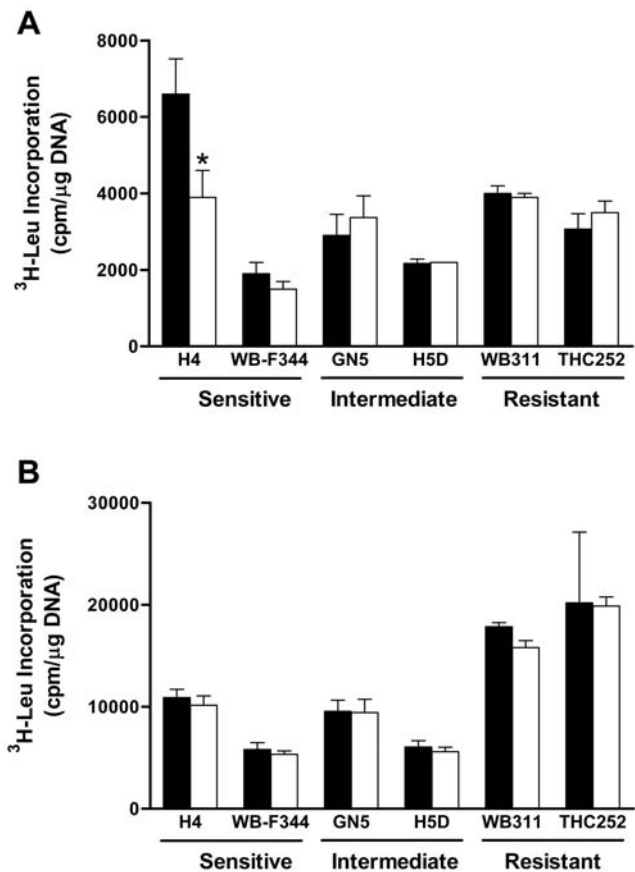 A
8000
6000
4000
2000
0
³H-Leu Incorporation
(cpm/μg DNA)
*
H4 WB-F344 GN5 H5D WB311 THC252
Sensitive Intermediate Resistant
B
30000
20000
10000
0
³H-Leu Incorporation
(cpm/μg DNA)
H4 WB-F344 GN5 H5D WB311 THC252
Sensitive Intermediate Resistant